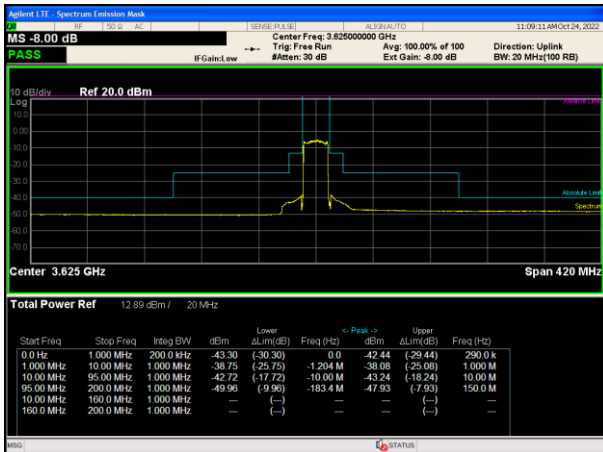 Agilent LTE - Spectrum Emission Mask
RF 50 Ω AC SENSE:PULSE ALIGN AUTO 11:09:11 AM Oct 24, 2022
MS -8.00 dB Center Freq: 3.625000000 GHz
Trig: Free Run Avg: 100.00% of 100 Direction: Uplink
PASS IFGain:Low #Atten: 30 dB Ext Gain: -8.00 dB BW: 20 MHz(100 RB)
10 dB/div Ref 20.0 dBm
Log Relative Limit
10.0
0.00
-10.0
-20.0
-30.0
Absolute Limit
-40.0
Spectrum
-50.0
-60.0
-70.0
Center 3.625 GHz Span 420 MHz
Total Power Ref 12.89 dBm / 20 MHz
Lower <- Peak -> Upper
Start Freq Stop Freq Integ BW dBm ΔLim(dB) Freq (Hz) dBm ΔLim(dB) Freq (Hz)
0.0 Hz 1.000 MHz 200.0 kHz -43.30 (-30.30) 0.0 -42.44 (-29.44) 290.0 k
1.000 MHz 10.00 MHz 1.000 MHz -38.75 (-25.75) -1.204 M -38.08 (-25.08) 1.000 M
10.00 MHz 95.00 MHz 1.000 MHz -42.72 (-17.72) -10.00 M -43.24 (-18.24) 10.00 M
95.00 MHz 200.0 MHz 1.000 MHz -49.96 (-9.96) -183.4 M -47.93 (-7.93) 150.0 M
10.00 MHz 160.0 MHz 1.000 MHz --- (---) --- --- (---) ---
160.0 MHz 200.0 MHz 1.000 MHz --- (---) --- --- (---) ---
MSG STATUS